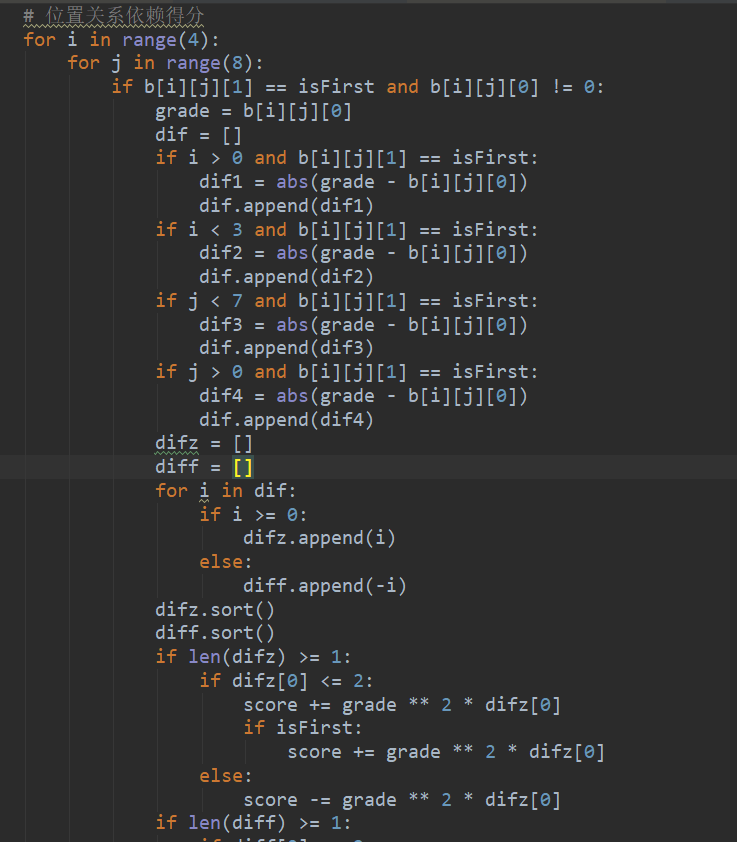 # 位置关系依赖得分
for i in range(4):
    for j in range(8):
        if b[i][j][1] == isFirst and b[i][j][0] != 0:
            grade = b[i][j][0]
            dif = []
            if i > 0 and b[i][j][1] == isFirst:
                dif1 = abs(grade - b[i][j][0])
                dif.append(dif1)
            if i < 3 and b[i][j][1] == isFirst:
                dif2 = abs(grade - b[i][j][0])
                dif.append(dif2)
            if j < 7 and b[i][j][1] == isFirst:
                dif3 = abs(grade - b[i][j][0])
                dif.append(dif3)
            if j > 0 and b[i][j][1] == isFirst:
                dif4 = abs(grade - b[i][j][0])
                dif.append(dif4)
            difz = []
            diff = []
            for i in dif:
                if i >= 0:
                    difz.append(i)
                else:
                    diff.append(-i)
            difz.sort()
            diff.sort()
            if len(difz) >= 1:
                if difz[0] <= 2:
                    score += grade ** 2 * difz[0]
                    if isFirst:
                        score += grade ** 2 * difz[0]
                else:
                    score -= grade ** 2 * difz[0]
            if len(diff) >= 1: